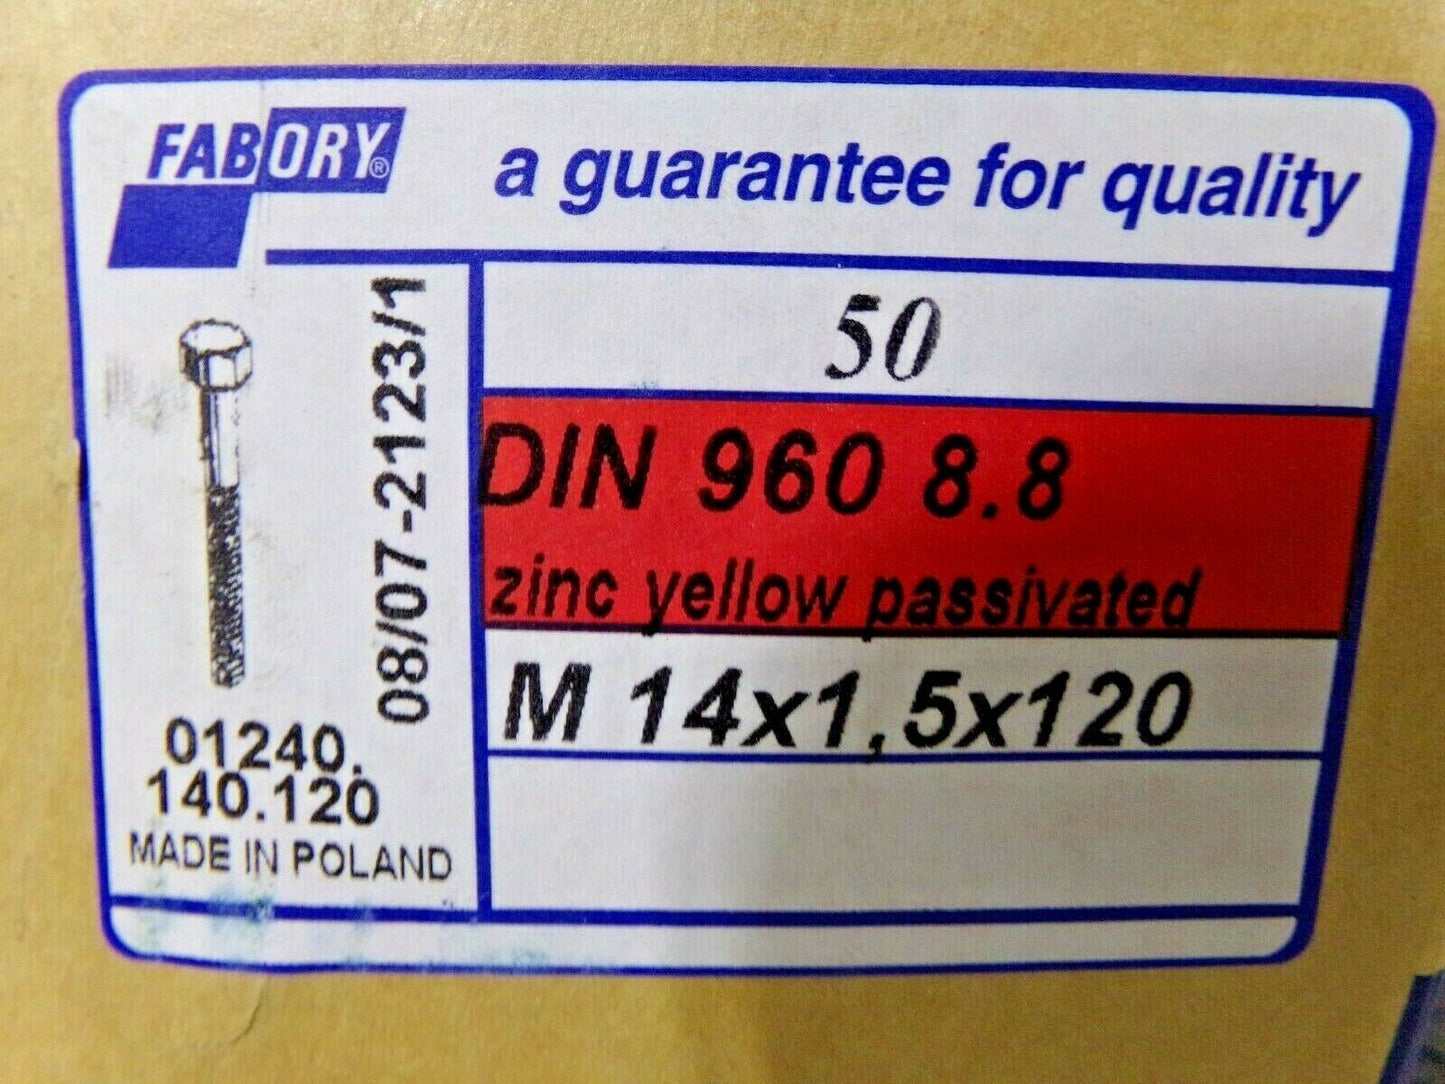 FABORY®
a guarantee for quality
50
DIN 960 8.8
zinc yellow passivated
M 14x1,5x120
08/07-2123/1
01240.
140.120
MADE IN POLAND